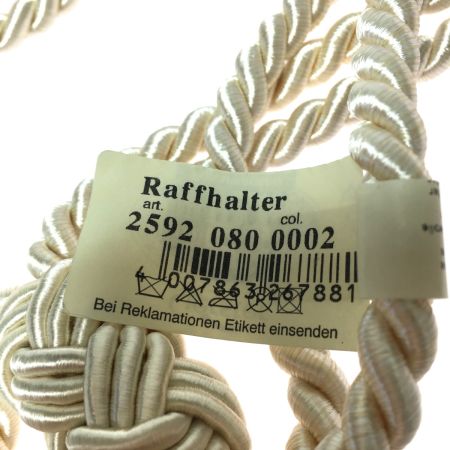 Raffhalter
art. col.
2592 080 0002
4 007863 267881
Bei Reklamationen Etikett einsenden